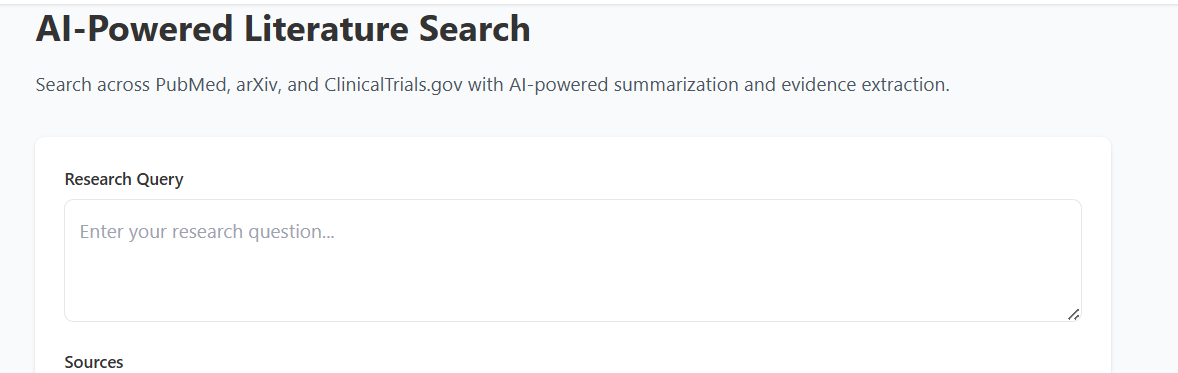 AI-Powered Literature Search
Search across PubMed, arXiv, and ClinicalTrials.gov with AI-powered summarization and evidence extraction.
Research Query
Enter your research question...
Sources